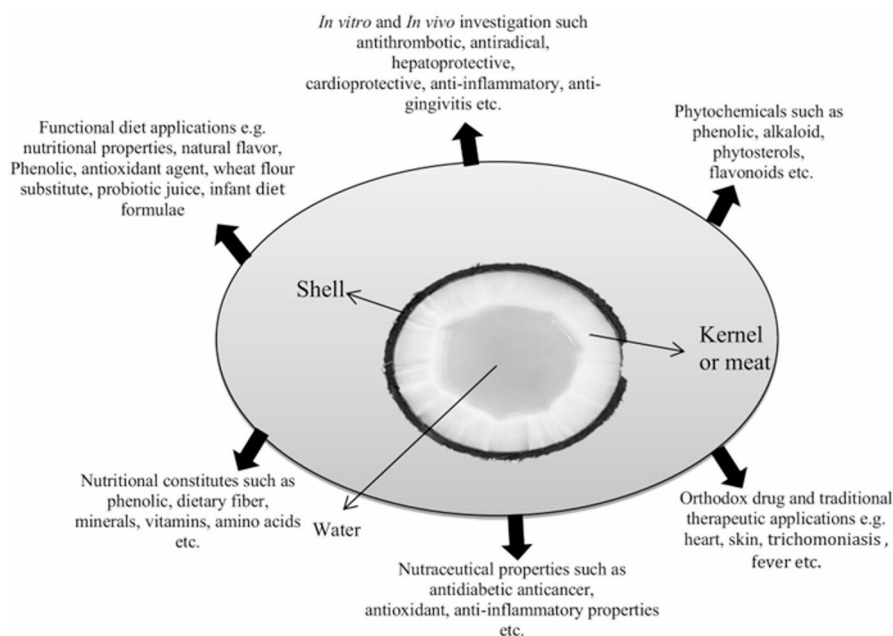 In vitro and In vivo investigation such
antithrombotic, antiradical,
hepatoprotective,
cardioprotective, anti-inflammatory, anti-
gingivitis etc.
Functional diet applications e.g.
nutritional properties, natural flavor,
Phenolic, antioxidant agent, wheat flour
substitute, probiotic juice, infant diet
formulae
Phytochemicals such as
phenolic, alkaloid,
phytosterols,
flavonoids etc.
Shell
Kernel
or meat
Water
Nutritional constitutes such as
phenolic, dietary fiber,
minerals, vitamins, amino acids
etc.
Nutraceutical properties such as
antidiabetic anticancer,
antioxidant, anti-inflammatory properties
etc.
Orthodox drug and traditional
therapeutic applications e.g.
heart, skin, trichomoniasis ,
fever etc.